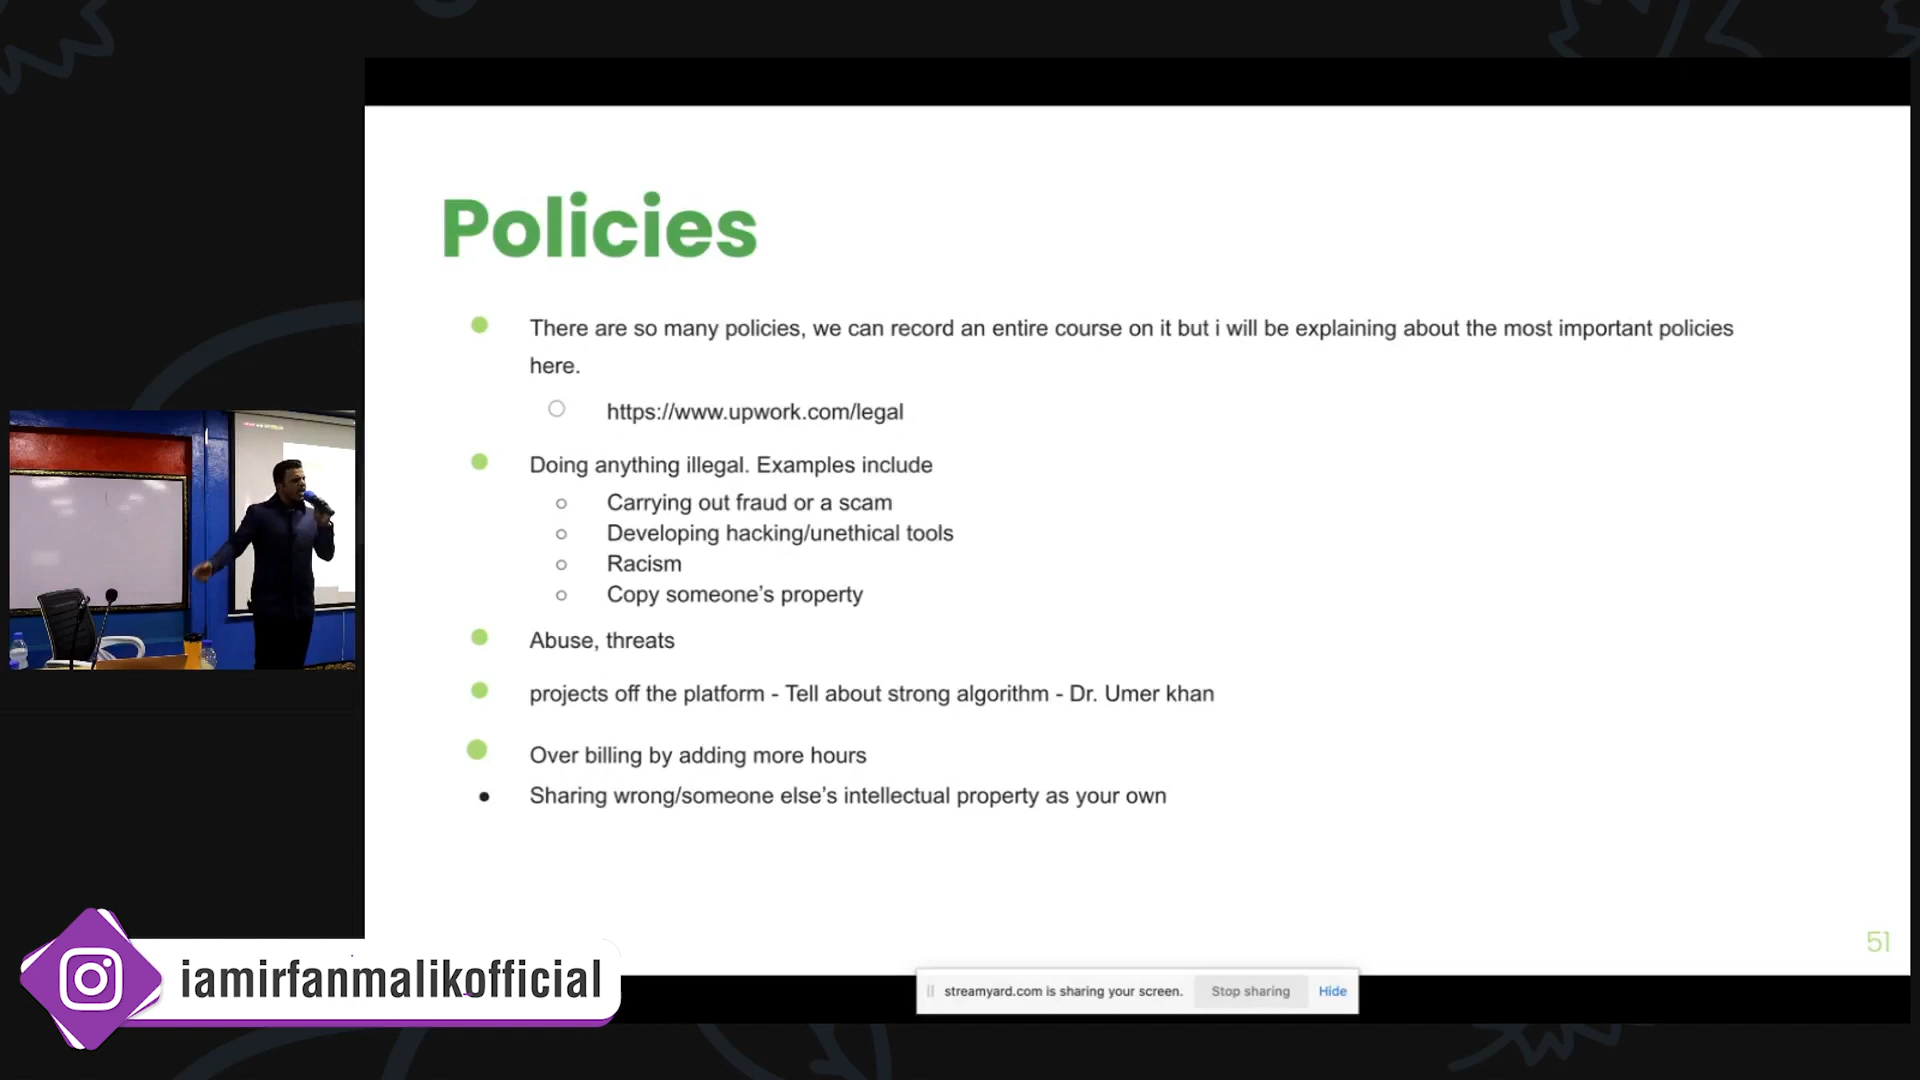 Policies
There are so many policies, we can record an entire course on it but i will be explaining about the most important policies
here.
https://www.upwork.com/legal
Doing anything illegal. Examples include
Carrying out fraud or a scam
Developing hacking/unethical tools
Racism
Copy someone's property
Abuse, threats
projects off the platform - Tell about strong algorithm - Dr. Umer khan
Over billing by adding more hours
Sharing wrong/someone else's intellectual property as your own
51
iamirfanmalikofficial
streamyard.com is sharing your screen.
Stop sharing
Hide